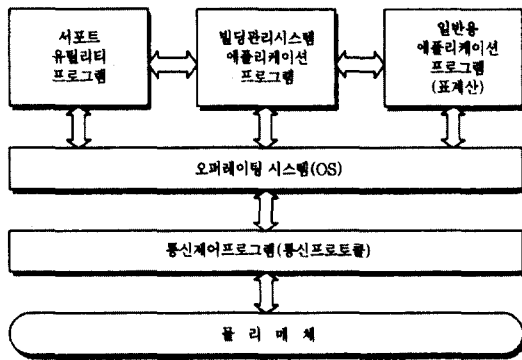 서포트
유틸리티
프로그램
빌딩관리시스템
애플리케이션
프로그램
일반용
애플리케이션
프로그램
(표계산)
오퍼레이팅 시스템(OS)
통신제어프로그램(통신프로토콜)
물 리 매 체